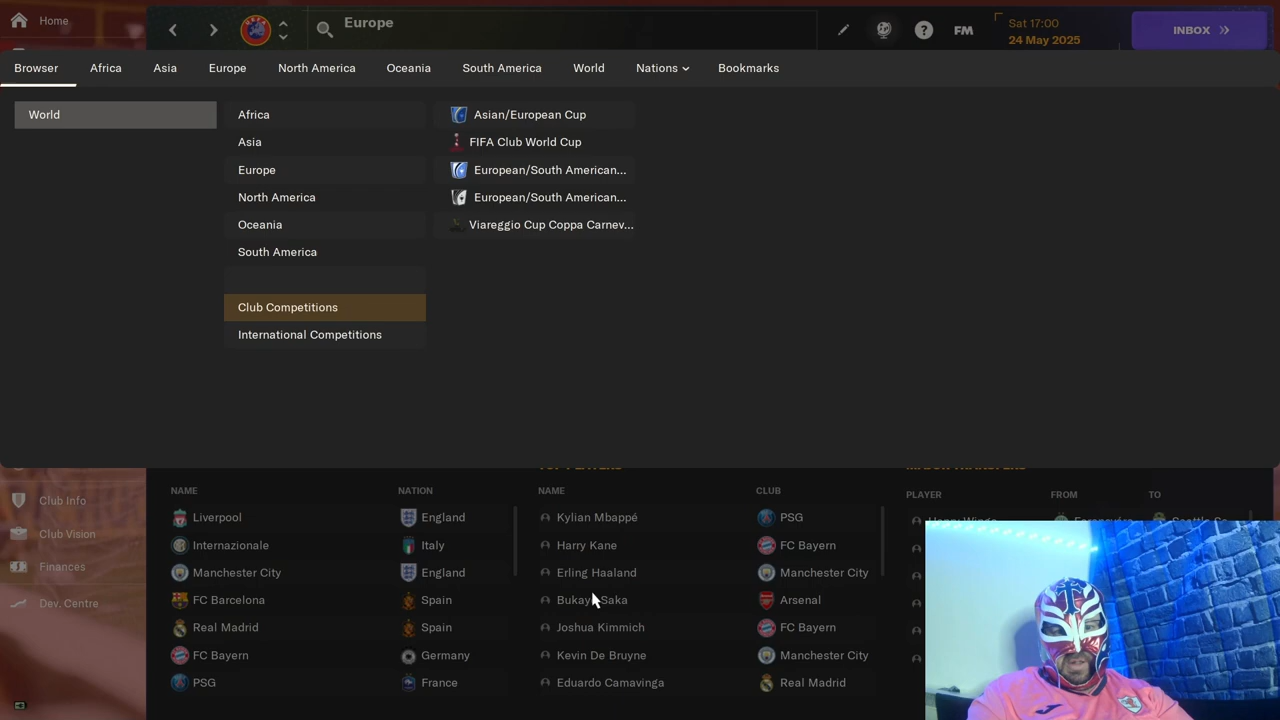 Home
Europe
FM
Sat 17:00
24 May 2025
INBOX
Browser Africa Asia Europe North America Oceania South America World Nations Bookmarks
World
Africa
Asia
Europe
North America
Oceania
South America
Club Competitions
International Competitions
Asian/European Cup
FIFA Club World Cup
European/South American...
European/South American...
Viareggio Cup Coppa Carnev...
Club Info
Club Vision
Finances
Dev. Centre
NAME NATION
Liverpool England
Internazionale Italy
Manchester City England
FC Barcelona Spain
Real Madrid Spain
FC Bayern Germany
PSG France
NAME CLUB
Kylian Mbappé PSG
Harry Kane FC Bayern
Erling Haaland Manchester City
Saka Arsenal
Joshua Kimmich FC Bayern
Kevin De Bruyne Manchester City
Eduardo Camavinga Real Madrid
PLAYER FROM TO